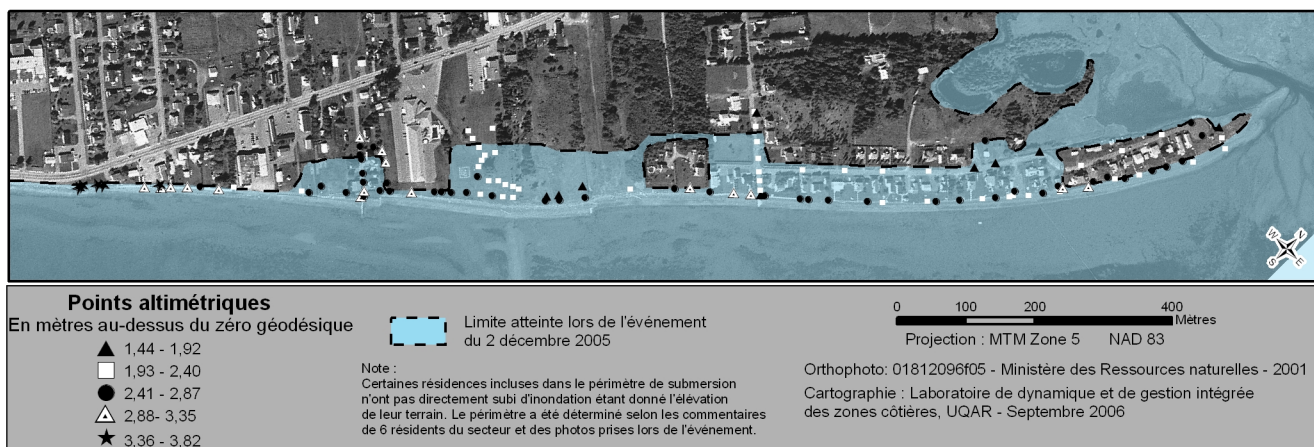 W N
S E
Points altimétriques
En mètres au-dessus du zéro géodésique
1,44 - 1,92
1,93 - 2,40
2,41 - 2,87
2,88- 3,35
3,36 - 3,82
Limite atteinte lors de l'événement
du 2 décembre 2005
Note :
Certaines résidences incluses dans le périmètre de submersion
n'ont pas directement subi d'inondation étant donné l'élévation
de leur terrain. Le périmètre a été déterminé selon les commentaires
de 6 résidents du secteur et des photos prises lors de l'événement.
0 100 200 400
Mètres
Projection : MTM Zone 5 NAD 83
Orthophoto: 01812096f05 - Ministère des Ressources naturelles - 2001
Cartographie : Laboratoire de dynamique et de gestion intégrée
des zones côtières, UQAR - Septembre 2006